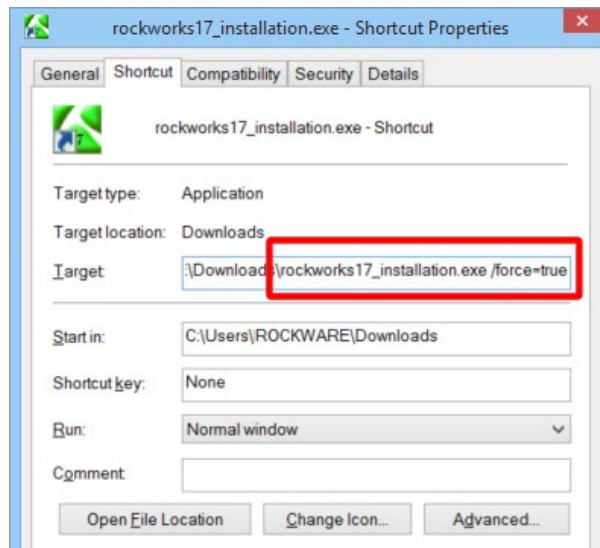 rockworks17_installation.exe - Shortcut Properties
General Shortcut Compatibility Security Details
7
rockworks17_installation.exe - Shortcut
Target type: Application
Target location: Downloads
Target: :\Downloads\rockworks17_installation.exe /force=true
Start in: C:\Users\ROCKWARE\Downloads
Shortcut key: None
Run: Normal window
Comment:
Open File Location Change Icon... Advanced...